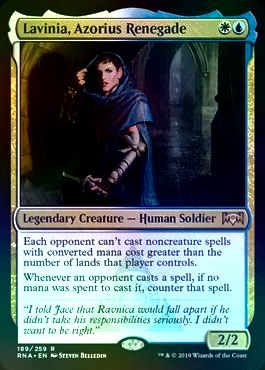 Lavinia, Azorius Renegade
Legendary Creature — Human Soldier
Each opponent can't cast noncreature spells
with converted mana cost greater than the
number of lands that player controls.
Whenever an opponent casts a spell, if no
mana was spent to cast it, counter that spell.
"I told Jace that Ravnica would fall apart if he
didn't take his responsibilities seriously. I didn't
want to be right."
2/2
189/259 R
RNA • EN Steven Belledin
™ & © 2019 Wizards of the Coast